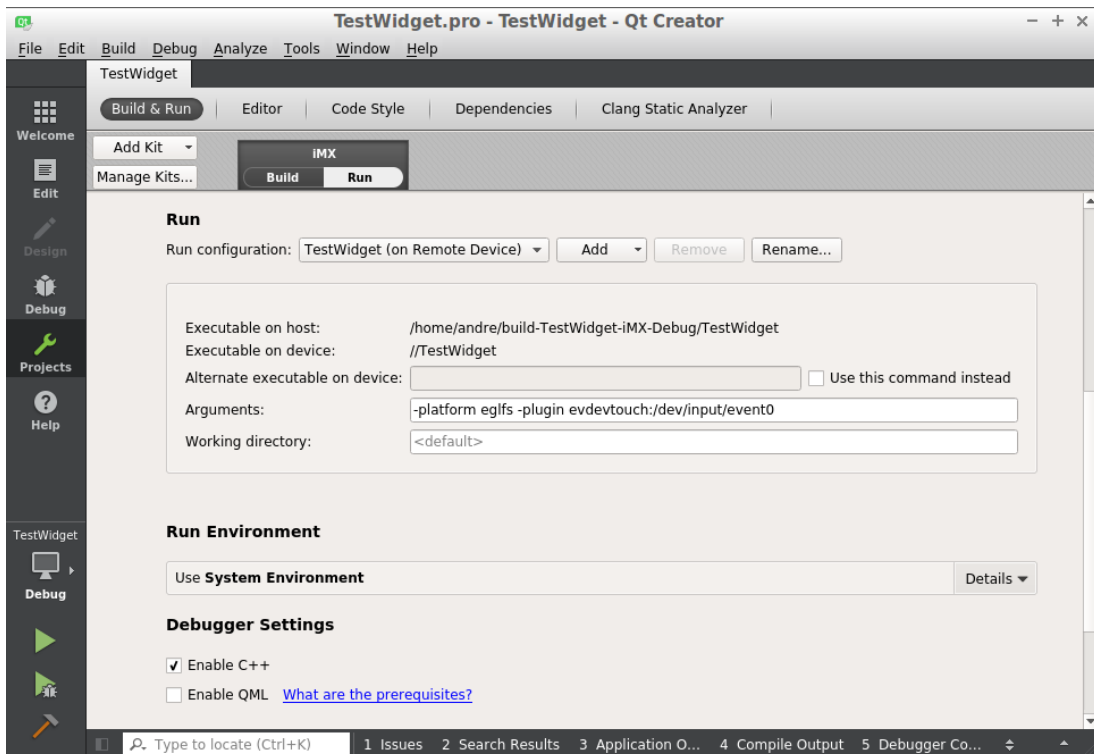 TestWidget.pro - TestWidget - Qt Creator
File Edit Build Debug Analyze Tools Window Help
TestWidget
Build & Run Editor Code Style Dependencies Clang Static Analyzer
Welcome
Add Kit
Manage Kits...
iMX
Build Run
Edit
Design
Debug
Projects
Help
Run
Run configuration: TestWidget (on Remote Device) Add Remove Rename...
Executable on host: /home/andre/build-TestWidget-iMX-Debug/TestWidget
Executable on device: //TestWidget
Alternate executable on device: Use this command instead
Arguments: -platform eglfs -plugin evdevtouch:/dev/input/event0
Working directory: <default>
Run Environment
Use System Environment Details
Debugger Settings
Enable C++
Enable QML What are the prerequisites?
TestWidget
Debug
Type to locate (Ctrl+K) 1 Issues 2 Search Results 3 Application O... 4 Compile Output 5 Debugger Co...